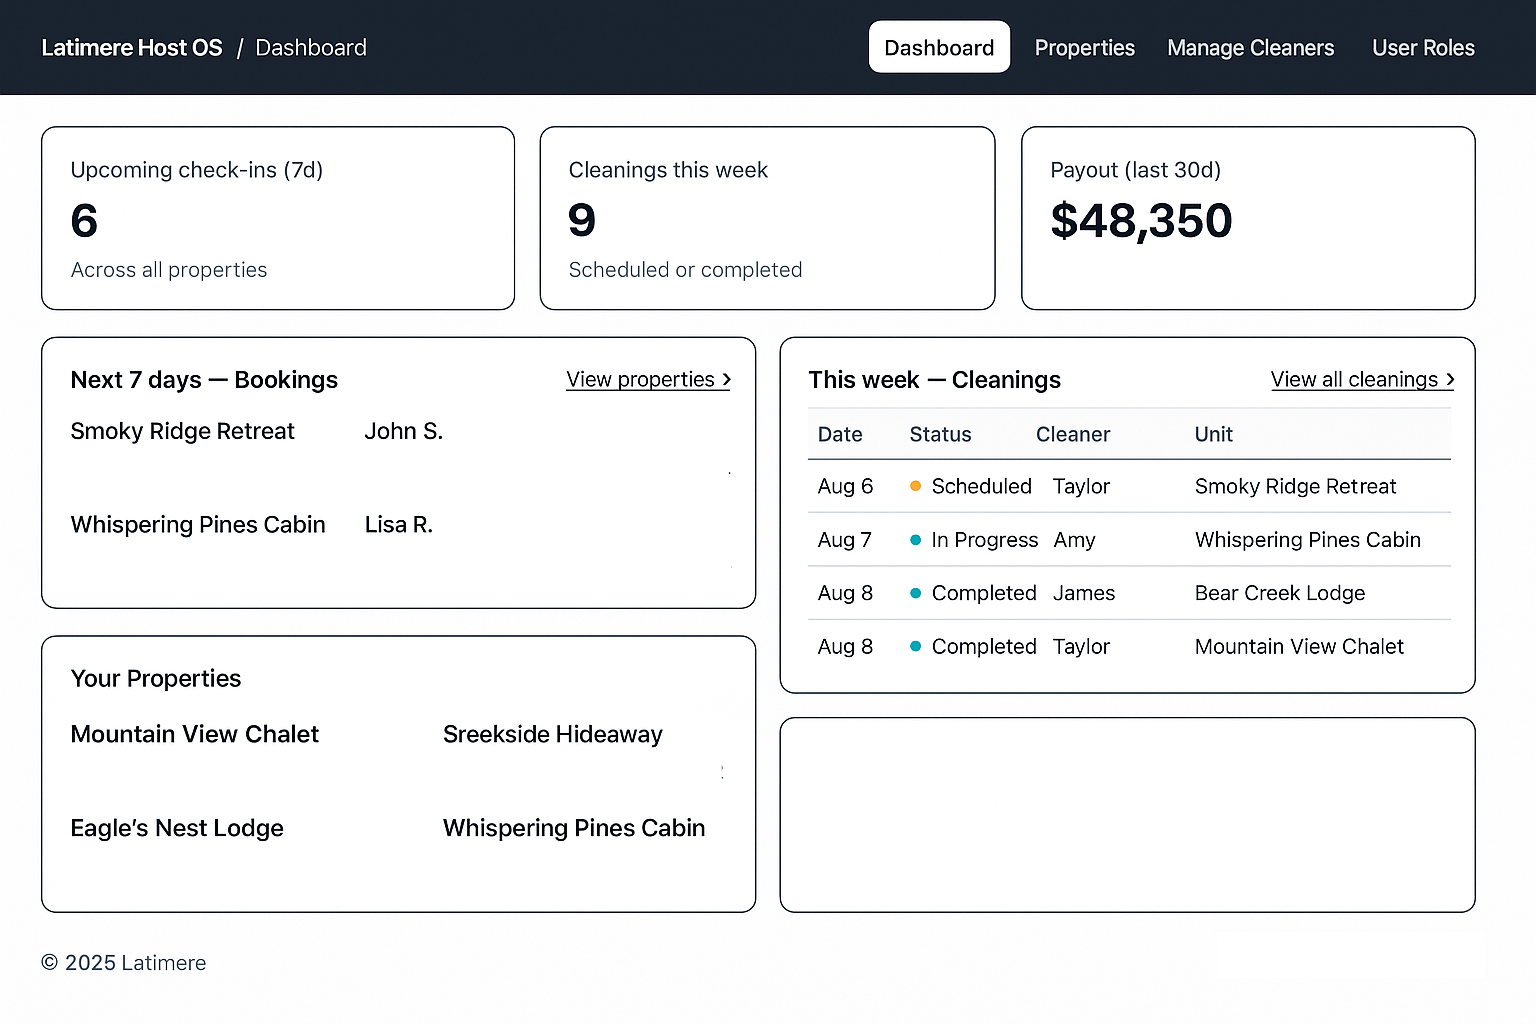 Latimere Host OS / Dashboard
Dashboard
Properties
Manage Cleaners
User Roles
Upcoming check-ins (7d)
6
Across all properties
Cleanings this week
9
Scheduled or completed
Payout (last 30d)
$48,350
Next 7 days — Bookings
View properties ›
Smoky Ridge Retreat John S.
Whispering Pines Cabin Lisa R.
This week — Cleanings
View all cleanings ›
Date Status Cleaner Unit
Aug 6 Scheduled Taylor Smoky Ridge Retreat
Aug 7 In Progress Amy Whispering Pines Cabin
Aug 8 Completed James Bear Creek Lodge
Aug 8 Completed Taylor Mountain View Chalet
Your Properties
Mountain View Chalet Sreekside Hideaway
Eagle’s Nest Lodge Whispering Pines Cabin
© 2025 Latimere